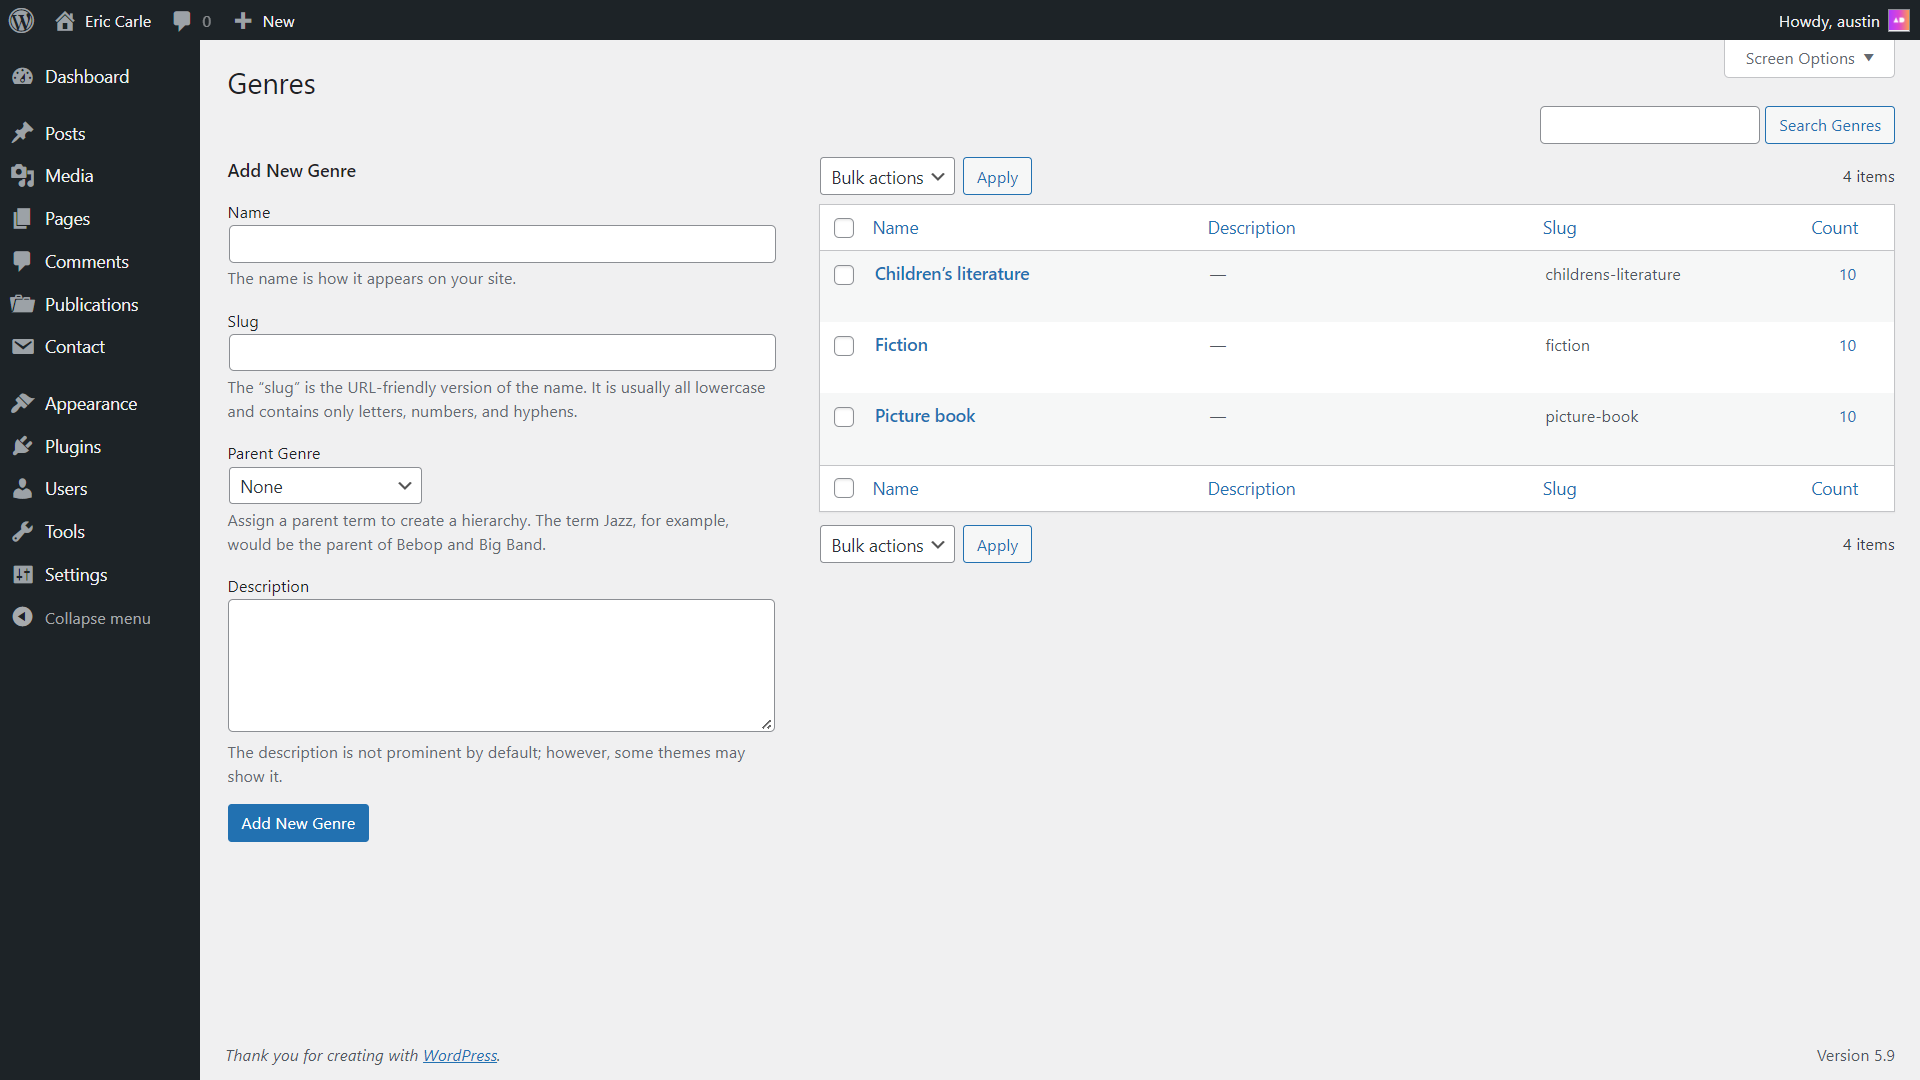 Eric Carle
0
New
Howdy, austin
Dashboard
Posts
Media
Pages
Comments
Publications
Contact
Appearance
Plugins
Users
Tools
Settings
Collapse menu
Screen Options
Genres
Search Genres
Add New Genre
Name
The name is how it appears on your site.
Slug
The “slug” is the URL-friendly version of the name. It is usually all lowercase
and contains only letters, numbers, and hyphens.
Parent Genre
None
Assign a parent term to create a hierarchy. The term Jazz, for example,
would be the parent of Bebop and Big Band.
Description
The description is not prominent by default; however, some themes may
show it.
Add New Genre
Bulk actions Apply 4 items
Name Description Slug Count
Children’s literature — childrens-literature 10
Fiction — fiction 10
Picture book — picture-book 10
Name Description Slug Count
Bulk actions Apply 4 items
Thank you for creating with WordPress.
Version 5.9